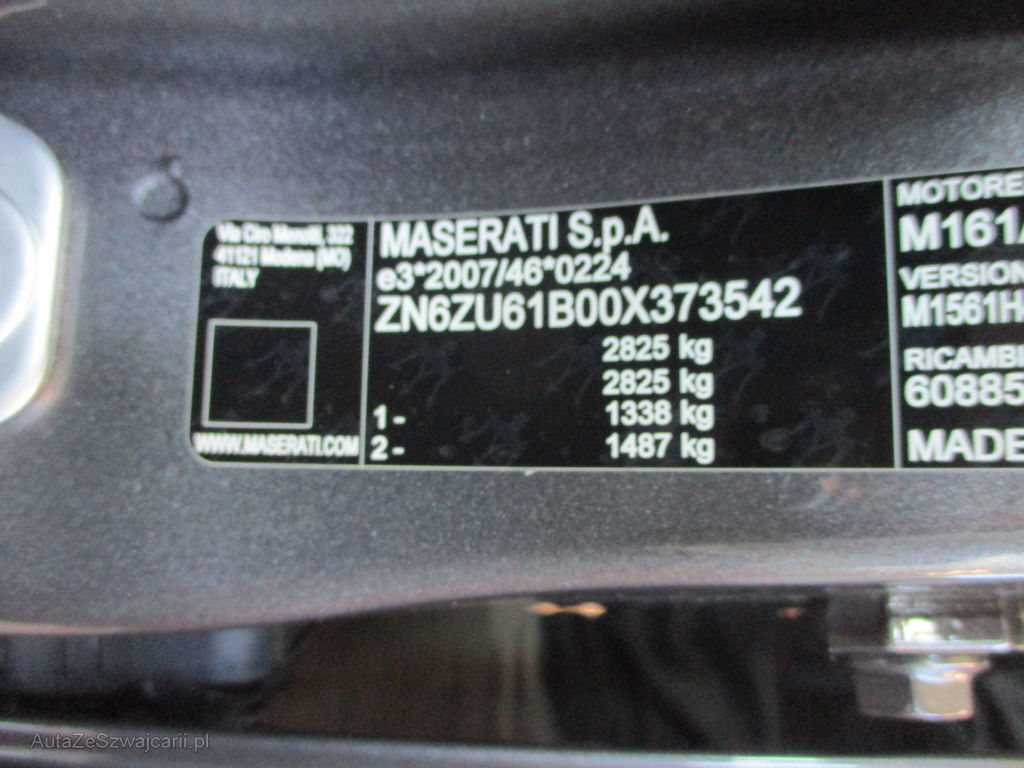 Via Ciro Menotti, 322
41121 Modena (MO)
ITALY
WWW.MASERATI.COM
MASERATI S.p.A.
e3*2007/46*0224
ZN6ZU61B00X373542
2825 kg
2825 kg
1 - 1338 kg
2 - 1487 kg
MOTORE
M161
VERSION
M1561H
RICAMBI
60885
MADE
AutaZeSzwajcarii.pl